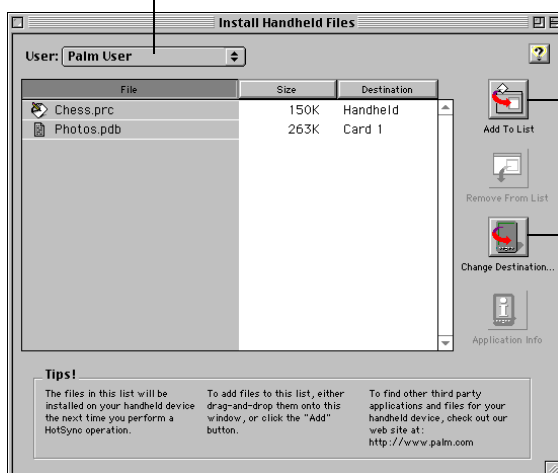 Install Handheld Files
User: Palm User
?
File Size Destination
Chess.prc 150K Handheld
Photos.pdb 263K Card 1
Add To List
Remove From List
Change Destination...
Application Info
Tips!
The files in this list will be
installed on your handheld device
the next time you perform a
HotSync operation.
To add files to this list, either
drag-and-drop them onto this
window, or click the "Add"
button.
To find other third party
applications and files for your
handheld device, check out our
web site at:
http://www.palm.com